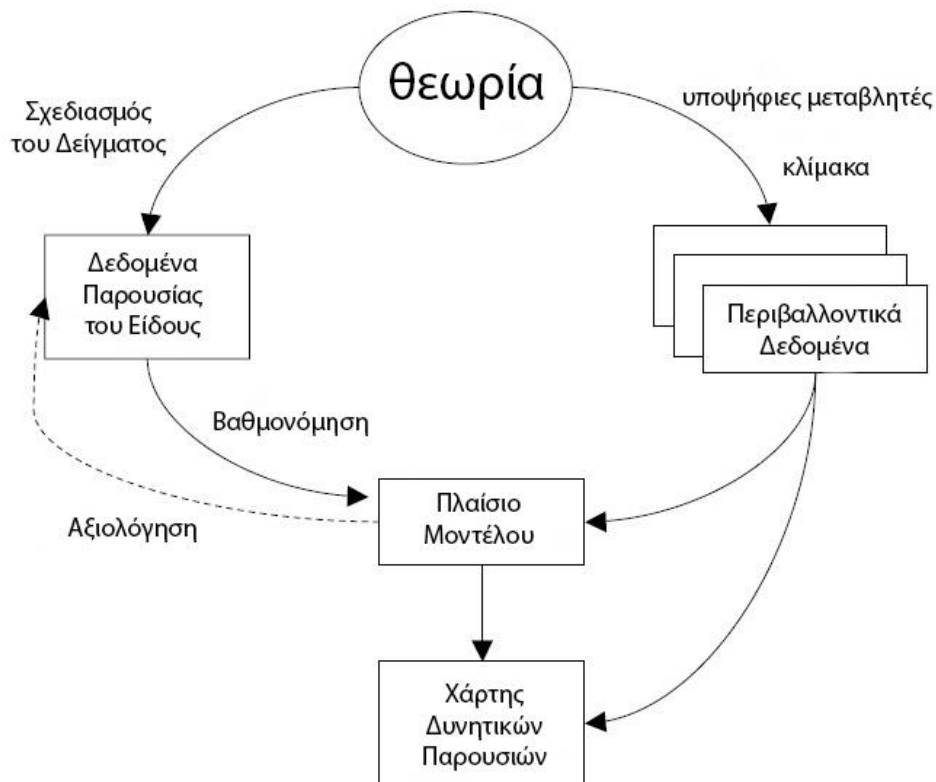 θεωρία
Σχεδιασμός
του Δείγματος
υποψήφιες μεταβλητές
κλίμακα
Δεδομένα
Παρουσίας
του Είδους
Περιβαλλοντικά
Δεδομένα
Βαθμονόμηση
Αξιολόγηση
Πλαίσιο
Μοντέλου
Χάρτης
Δυνητικών
Παρουσιών